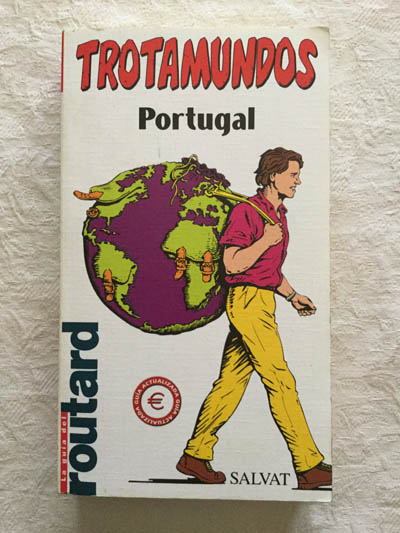 TROTAMUNDOS
Portugal
La guía del
routard
GUÍA ACTUALIZADA GUÍA ACTUALIZADA
€
SALVAT